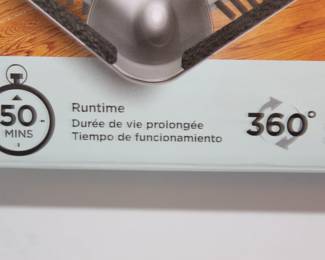 50
MINS
Runtime
Durée de vie prolongée
Tiempo de funcionamiento
360°